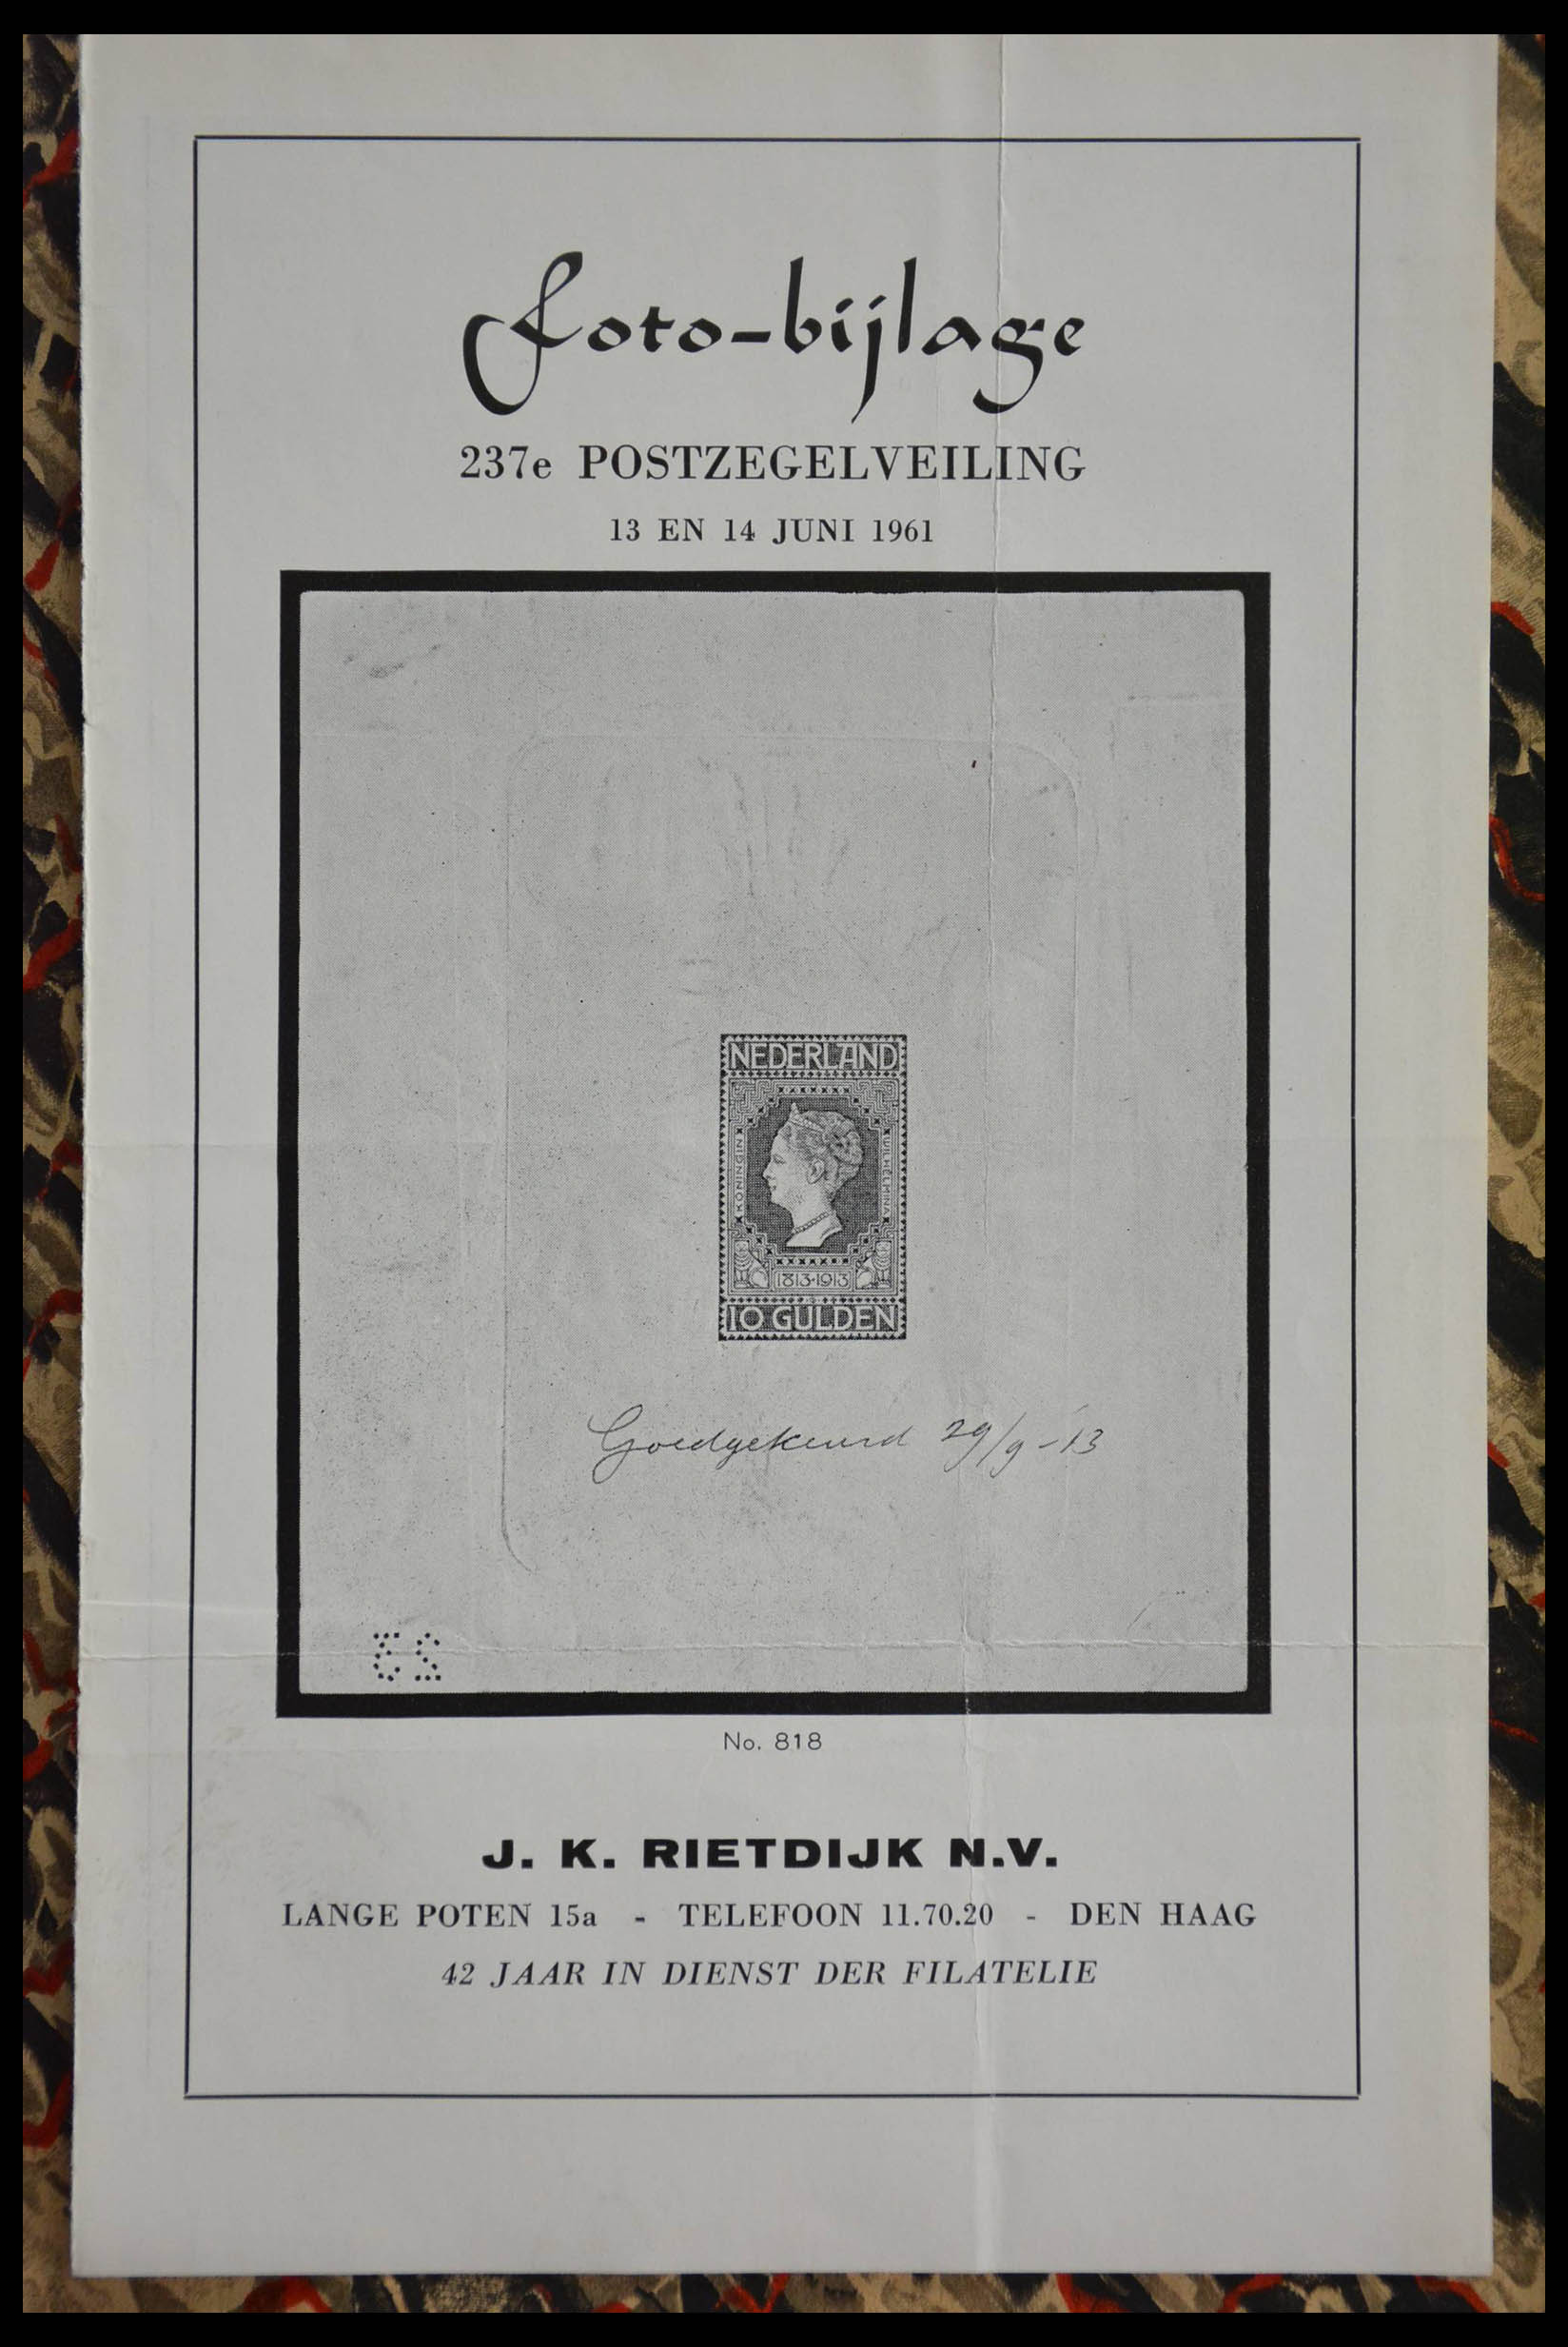 foto-bijlage
237e POSTZEGELVEILING
13 EN 14 JUNI 1961
NEDERLAND
KONINGIN
WILHELMINA
1813·1913
10 GULDEN
Goedgekeurd 29/9-13
No. 818
J. K. RIETDIJK N.V.
LANGE POTEN 15a - TELEFOON 11.70.20 - DEN HAAG
42 JAAR IN DIENST DER FILATELIE